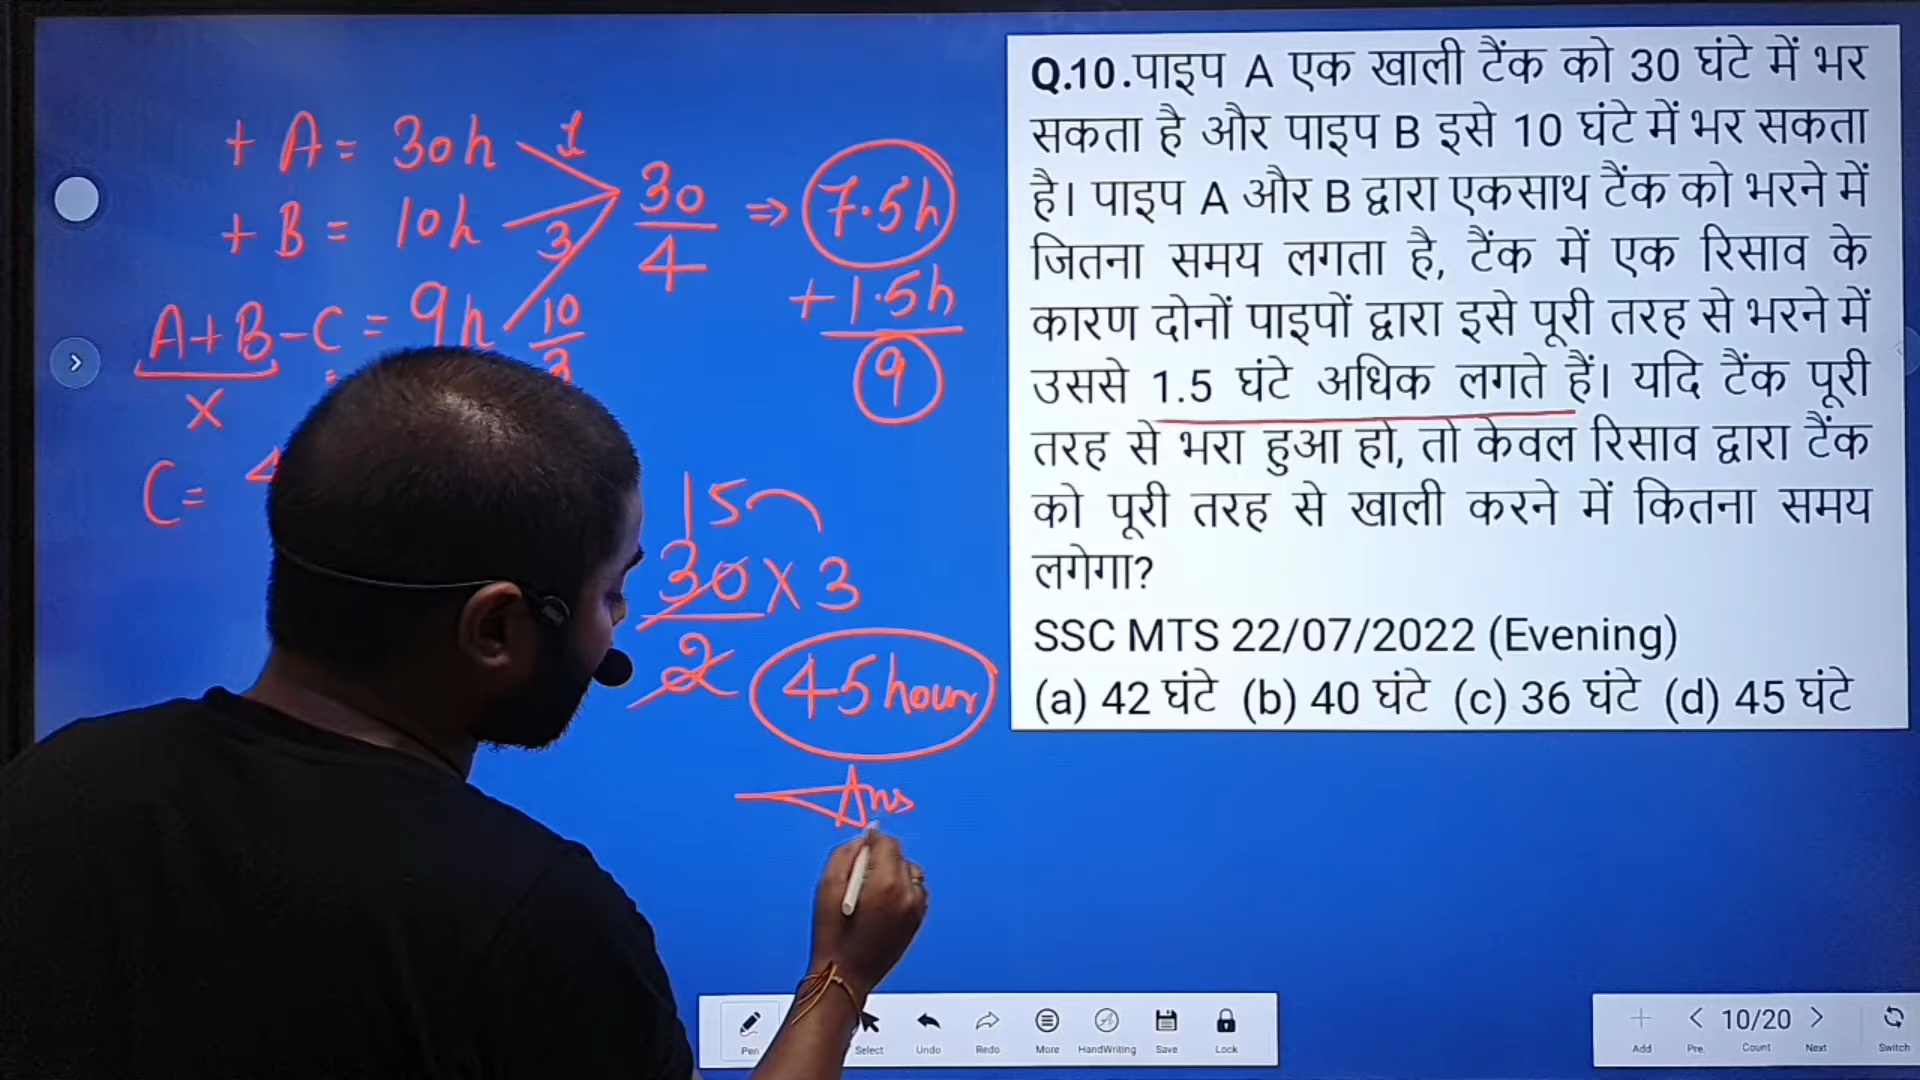 + A = 30h
1
+ B = 10h
3
30/4 ⇒ 7.5h
+1.5h
9
A+B-C = 9h
10
x
C =
15
30 × 3
2
45 hour
Ans
Q.10.पाइप A एक खाली टैंक को 30 घंटे में भर
सकता है और पाइप B इसे 10 घंटे में भर सकता
है। पाइप A और B द्वारा एकसाथ टैंक को भरने में
जितना समय लगता है, टैंक में एक रिसाव के
कारण दोनों पाइपों द्वारा इसे पूरी तरह से भरने में
उससे 1.5 घंटे अधिक लगते हैं। यदि टैंक पूरी
तरह से भरा हुआ हो, तो केवल रिसाव द्वारा टैंक
को पूरी तरह से खाली करने में कितना समय
लगेगा?
SSC MTS 22/07/2022 (Evening)
(a) 42 घंटे (b) 40 घंटे (c) 36 घंटे (d) 45 घंटे
Pen Select Undo Redo More HandWriting Save Lock
10/20
Add Pre. Count Next Switch